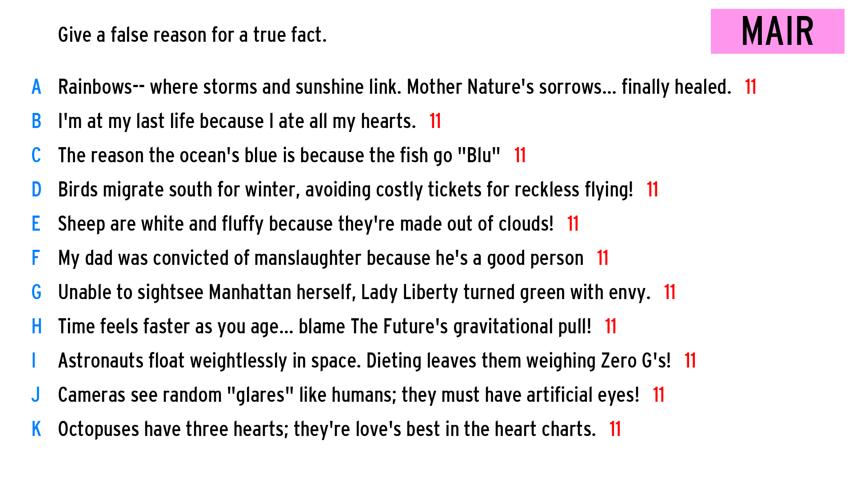 Give a false reason for a true fact.
MAIR
A Rainbows-- where storms and sunshine link. Mother Nature's sorrows... finally healed. 11
B I'm at my last life because I ate all my hearts. 11
C The reason the ocean's blue is because the fish go "Blu" 11
D Birds migrate south for winter, avoiding costly tickets for reckless flying! 11
E Sheep are white and fluffy because they're made out of clouds! 11
F My dad was convicted of manslaughter because he's a good person 11
G Unable to sightsee Manhattan herself, Lady Liberty turned green with envy. 11
H Time feels faster as you age... blame The Future's gravitational pull! 11
I Astronauts float weightlessly in space. Dieting leaves them weighing Zero G's! 11
J Cameras see random "glares" like humans; they must have artificial eyes! 11
K Octopuses have three hearts; they're love's best in the heart charts. 11